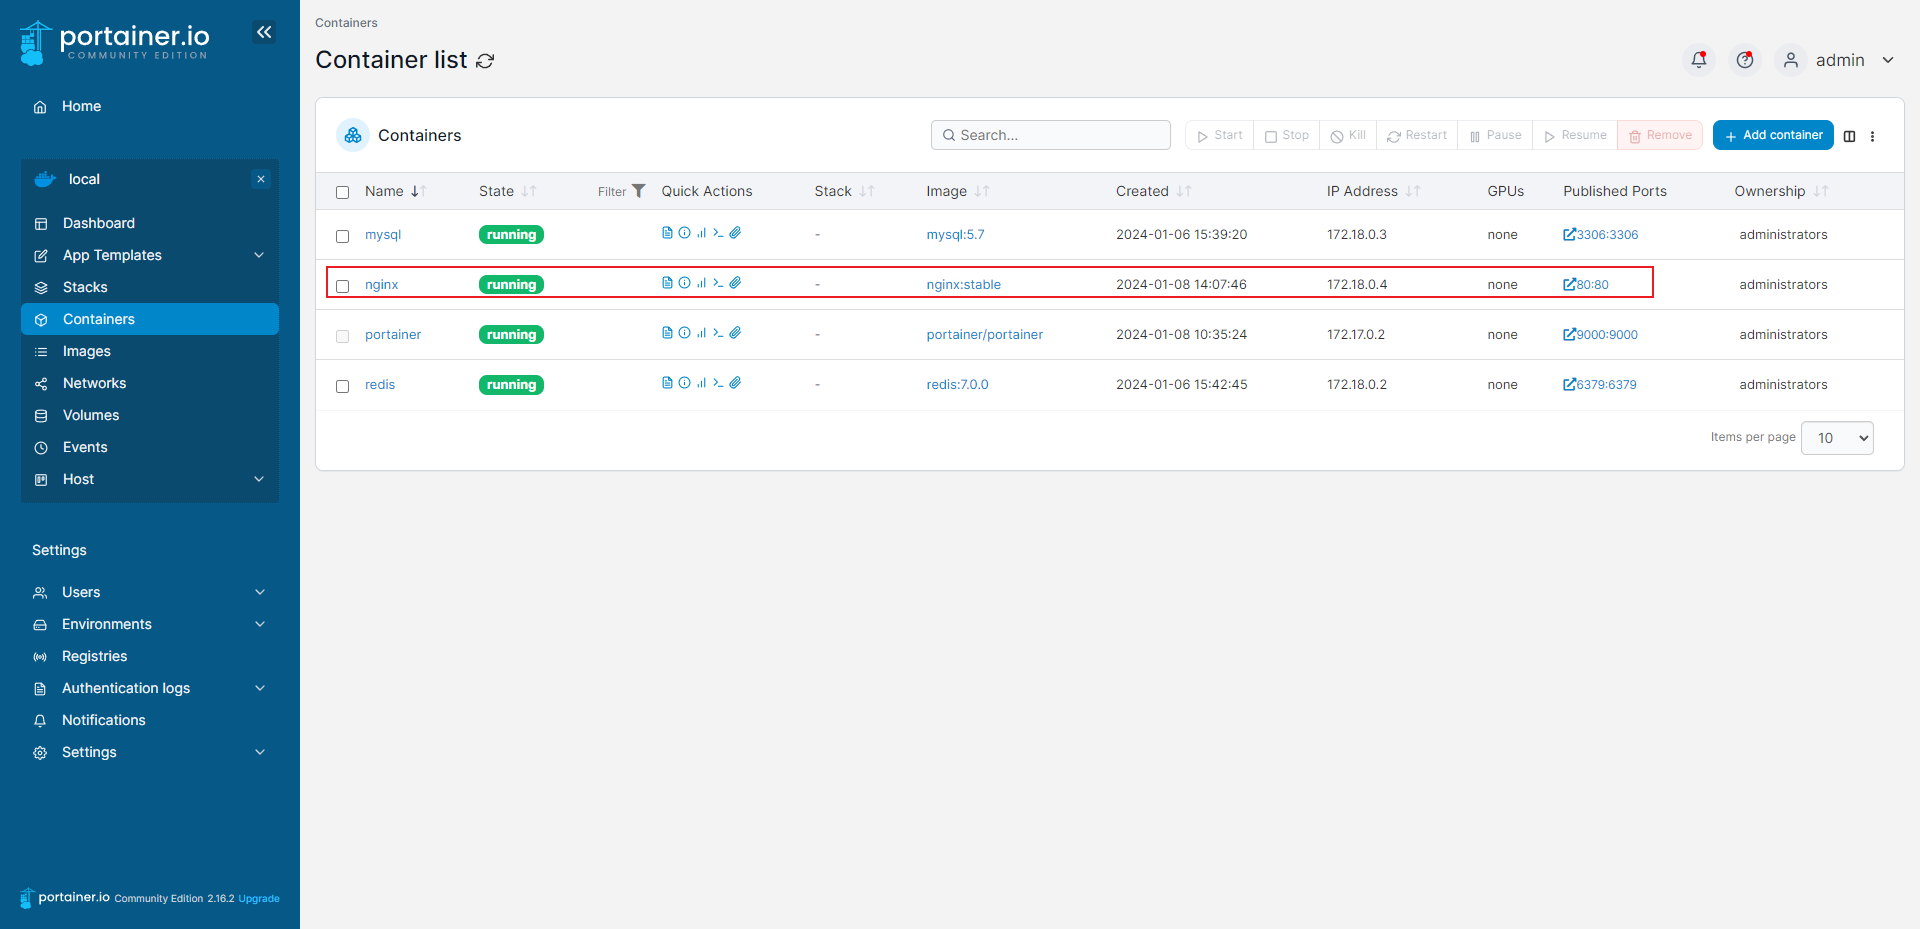 portainer.io
COMMUNITY EDITION
Home
local
Dashboard
App Templates
Stacks
Containers
Images
Networks
Volumes
Events
Host
Settings
Users
Environments
Registries
Authentication logs
Notifications
Settings
portainer.io Community Edition 2.16.2 Upgrade
Containers
Container list
admin
Containers
Search...
Start Stop Kill Restart Pause Resume Remove
Add container
Name State Filter Quick Actions Stack Image Created IP Address GPUs Published Ports Ownership
mysql running - mysql:5.7 2024-01-06 15:39:20 172.18.0.3 none 3306:3306 administrators
nginx running - nginx:stable 2024-01-08 14:07:46 172.18.0.4 none 80:80 administrators
portainer running - portainer/portainer 2024-01-08 10:35:24 172.17.0.2 none 9000:9000 administrators
redis running - redis:7.0.0 2024-01-06 15:42:45 172.18.0.2 none 6379:6379 administrators
Items per page 10